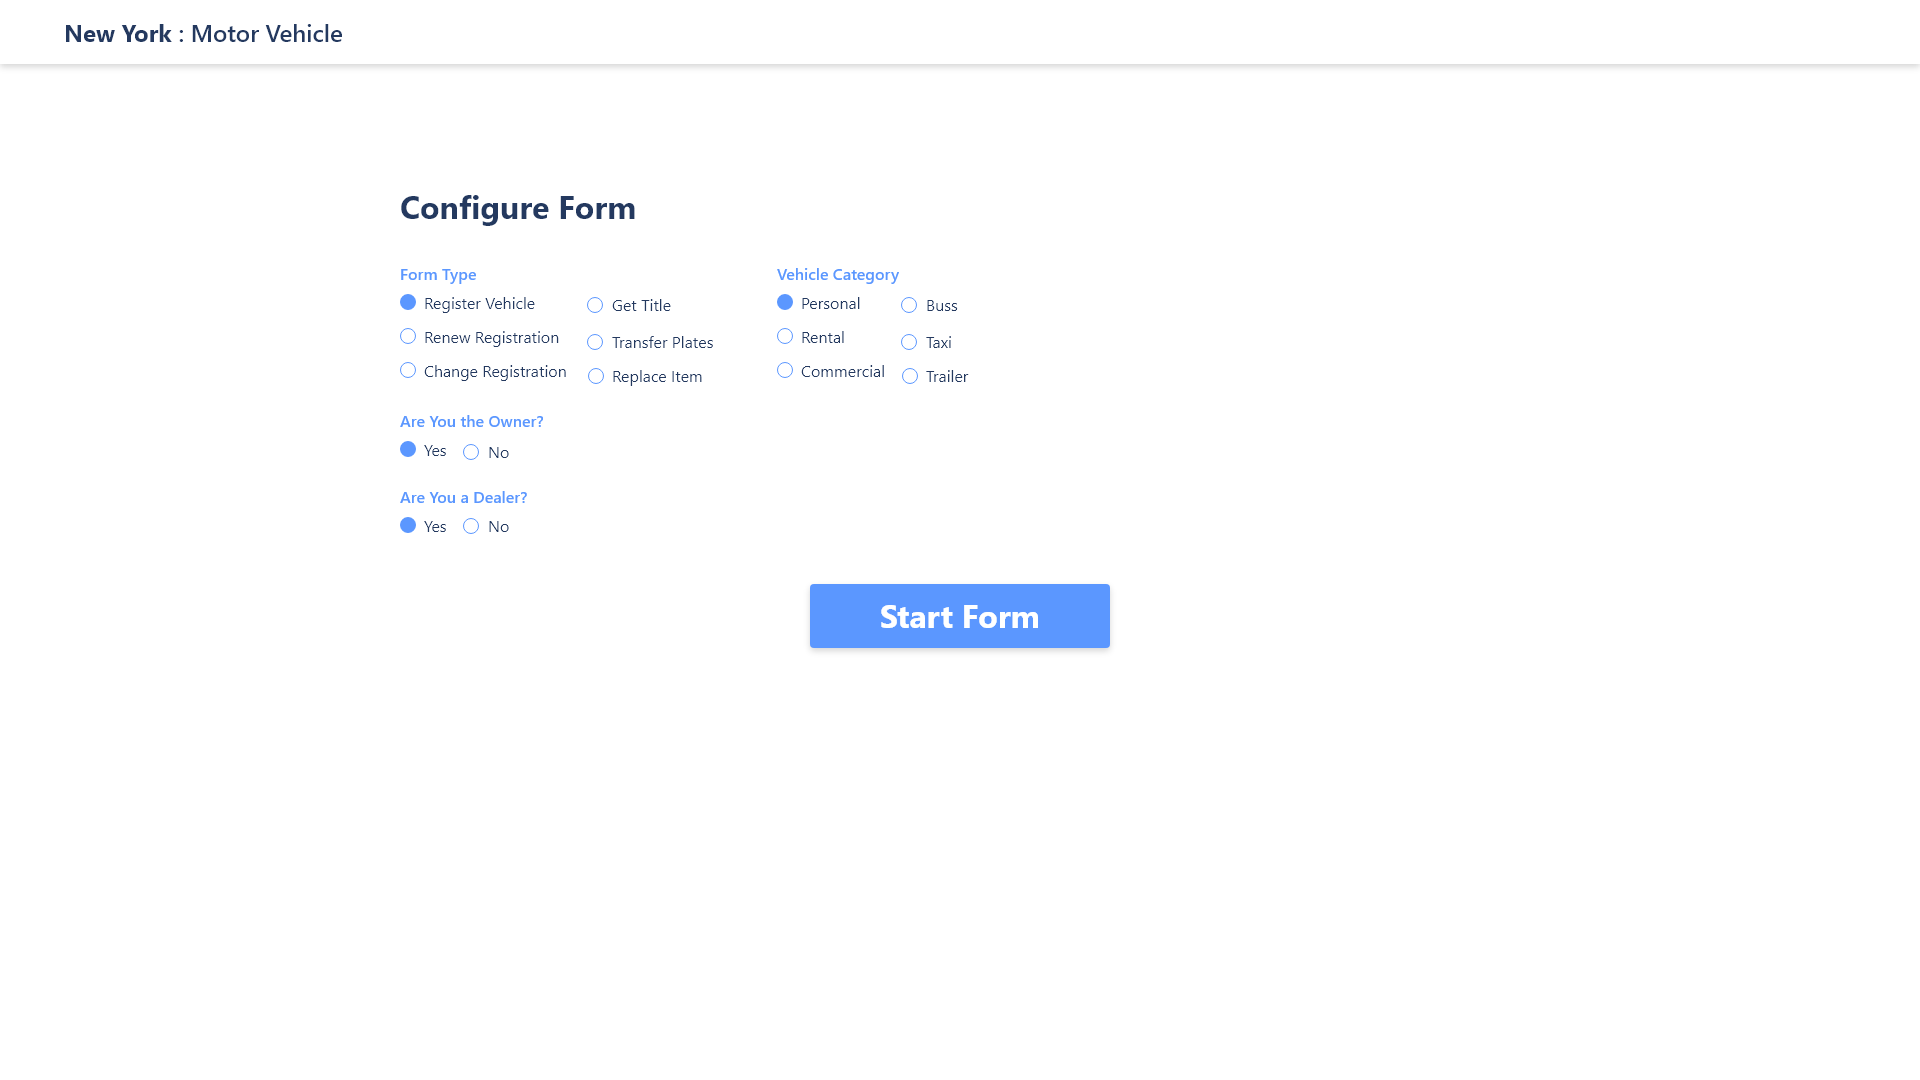 New York : Motor Vehicle
Configure Form
Form Type
Register Vehicle
Get Title
Renew Registration
Transfer Plates
Change Registration
Replace Item
Vehicle Category
Personal
Buss
Rental
Taxi
Commercial
Trailer
Are You the Owner?
Yes No
Are You a Dealer?
Yes No
Start Form